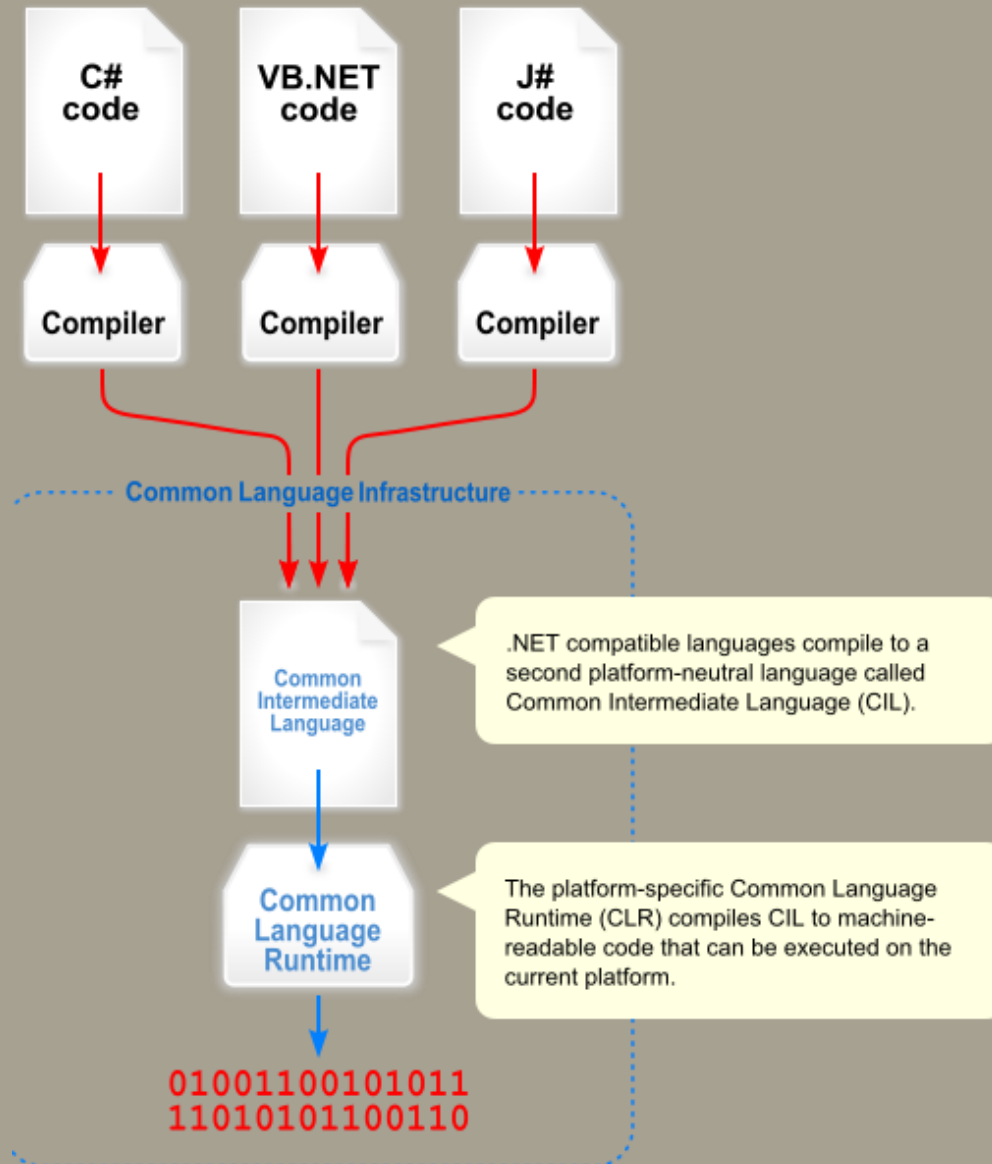 C#
code
VB.NET
code
J#
code
Compiler
Compiler
Compiler
Common Language Infrastructure
Common
Intermediate
Language
.NET compatible languages compile to a
second platform-neutral language called
Common Intermediate Language (CIL).
Common
Language
Runtime
The platform-specific Common Language
Runtime (CLR) compiles CIL to machine-
readable code that can be executed on the
current platform.
01001100101011
11010101100110